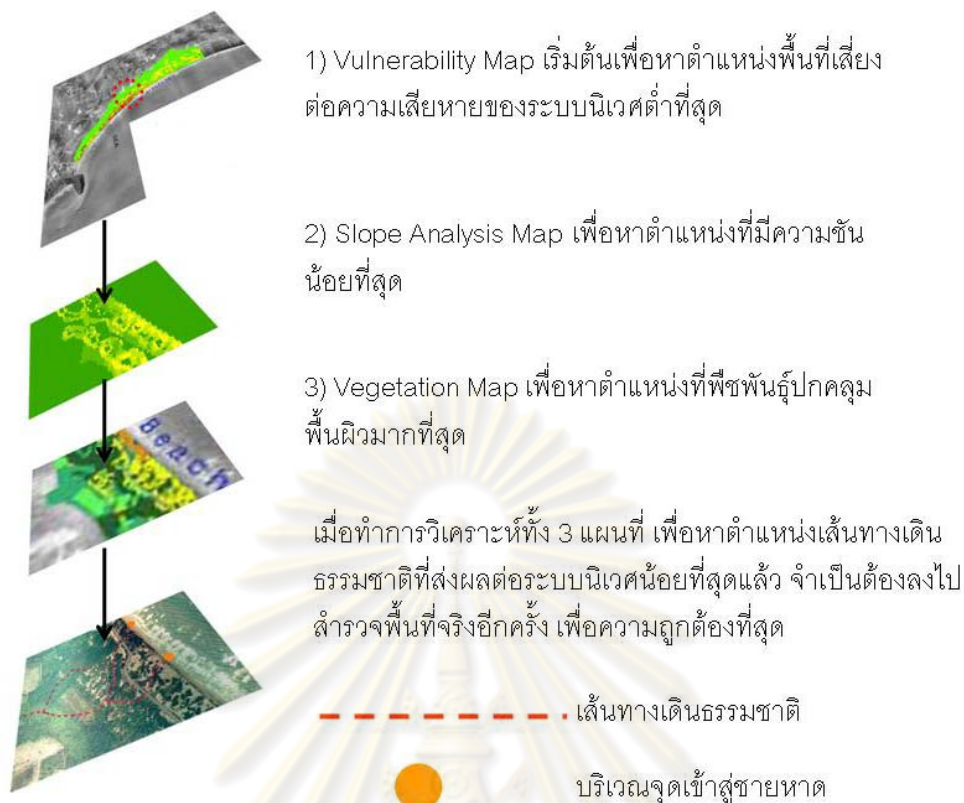 1) Vulnerability Map เริ่มต้นเพื่อหาตำแหน่งพื้นที่เสี่ยง
ต่อความเสียหายของระบบนิเวศต่ำที่สุด
2) Slope Analysis Map เพื่อหาตำแหน่งที่มีความชัน
น้อยที่สุด
3) Vegetation Map เพื่อหาตำแหน่งที่พืชพันธุ์ปกคลุม
พื้นผิวมากที่สุด
Beach
เมื่อทำการวิเคราะห์ทั้ง 3 แผนที่ เพื่อหาตำแหน่งเส้นทางเดิน
ธรรมชาติที่ส่งผลต่อระบบนิเวศน้อยที่สุดแล้ว จำเป็นต้องลงไป
สำรวจพื้นที่จริงอีกครั้ง เพื่อความถูกต้องที่สุด
เส้นทางเดินธรรมชาติ
บริเวณจุดเข้าสู่ชายหาด